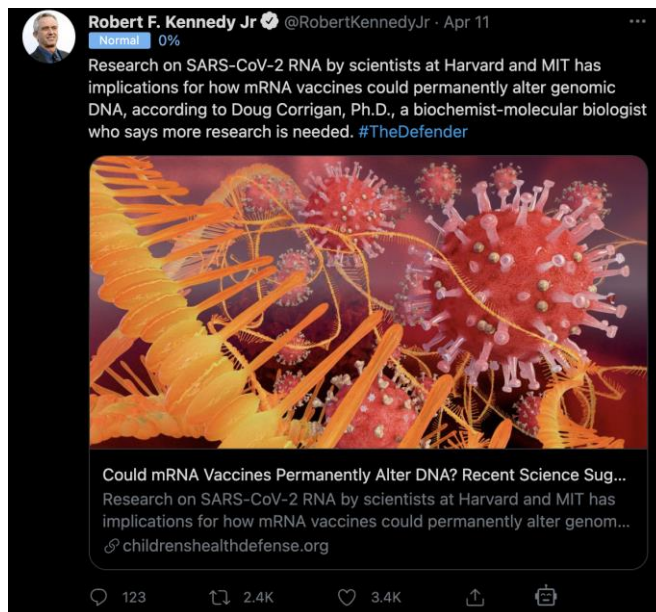 Robert F. Kennedy Jr @RobertKennedyJr · Apr 11
Normal 0%
Research on SARS-CoV-2 RNA by scientists at Harvard and MIT has
implications for how mRNA vaccines could permanently alter genomic
DNA, according to Doug Corrigan, Ph.D., a biochemist-molecular biologist
who says more research is needed. #TheDefender
Could mRNA Vaccines Permanently Alter DNA? Recent Science Sug...
Research on SARS-CoV-2 RNA by scientists at Harvard and MIT has
implications for how mRNA vaccines could permanently alter genom...
childrenshealthdefense.org
123 2.4K 3.4K